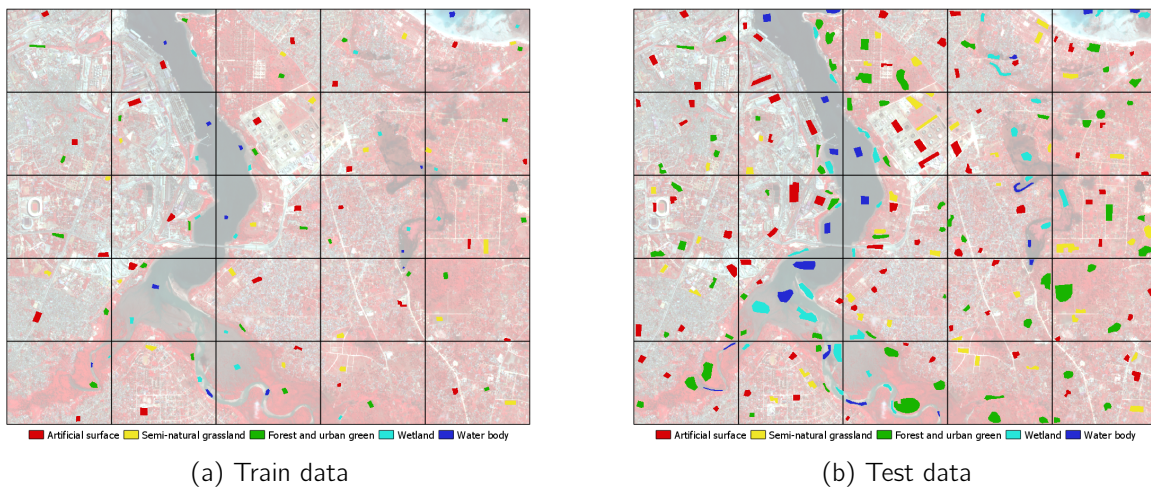 Artificial surface Semi-natural grassland Forest and urban green Wetland Water body
Artificial surface Semi-natural grassland Forest and urban green Wetland Water body
(a) Train data
(b) Test data